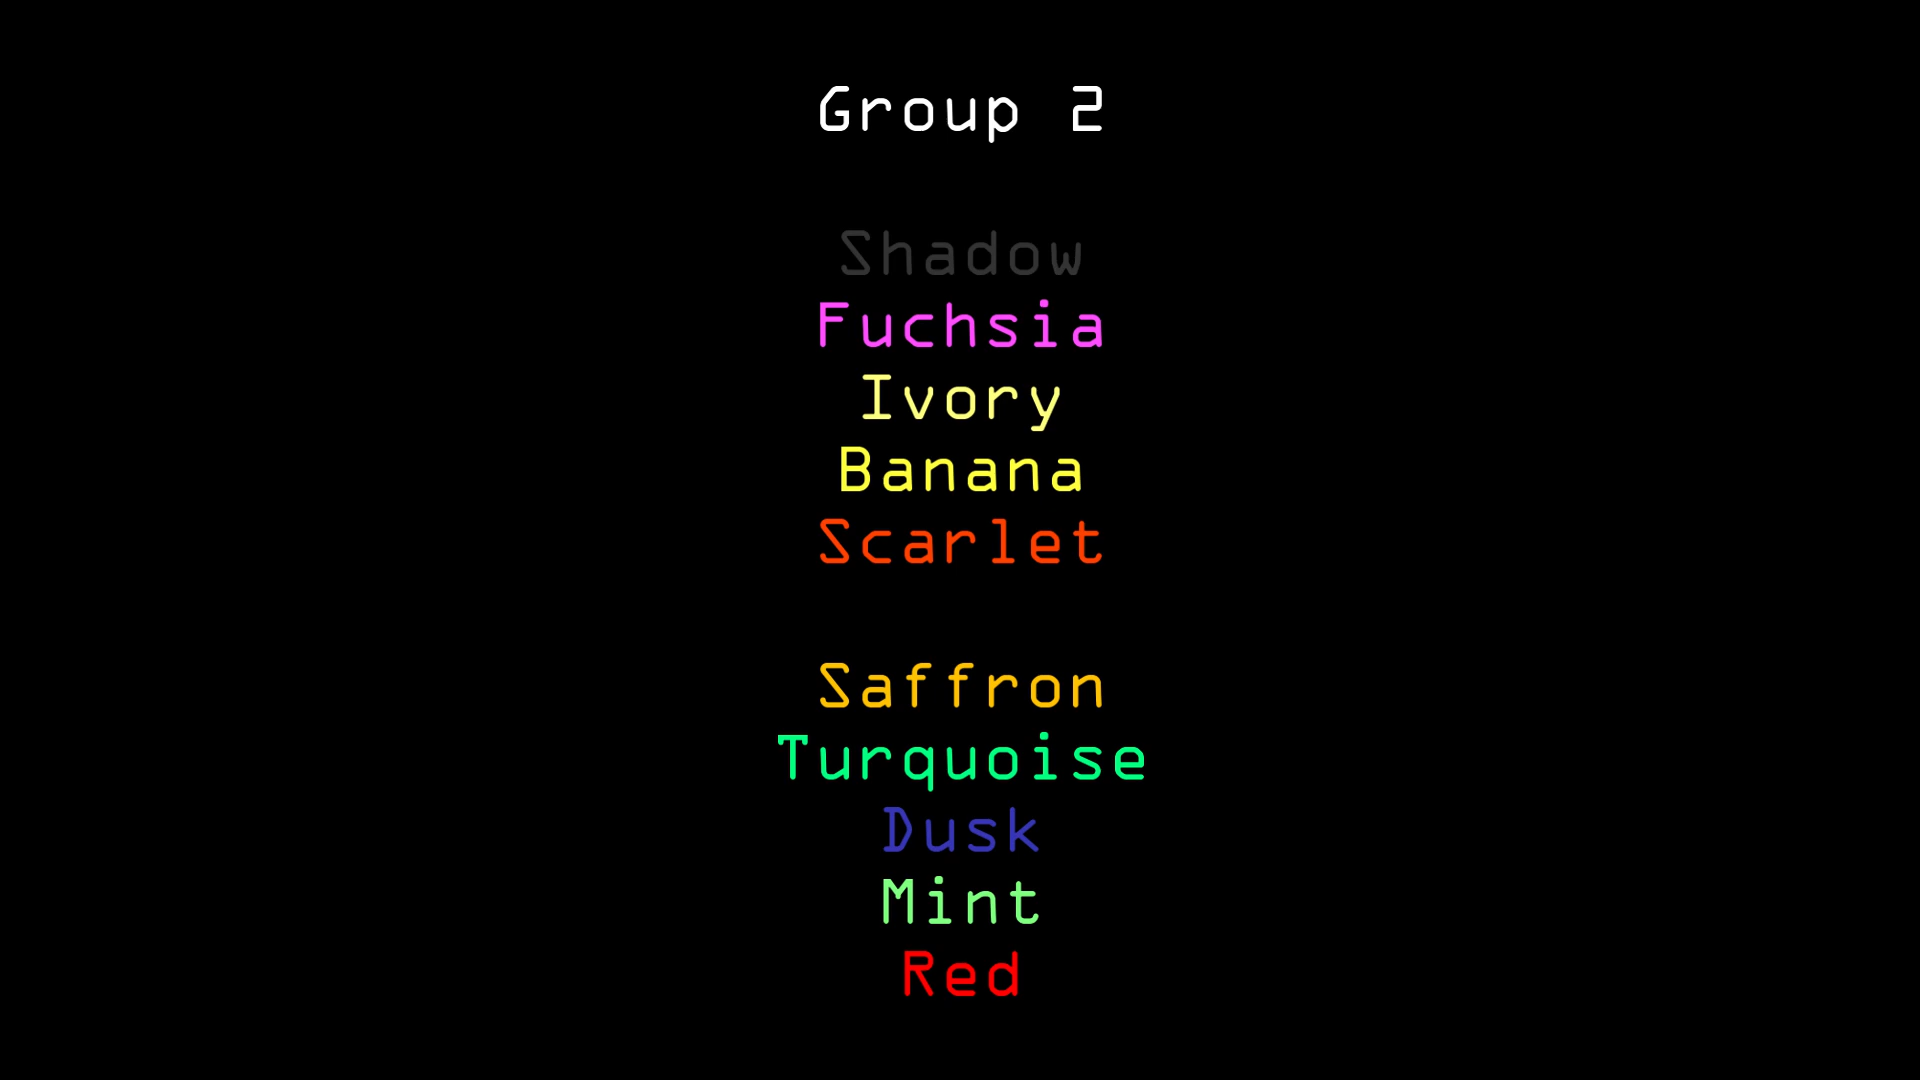 Group 2
Shadow
Fuchsia
Ivory
Banana
Scarlet
Saffron
Turquoise
Dusk
Mint
Red